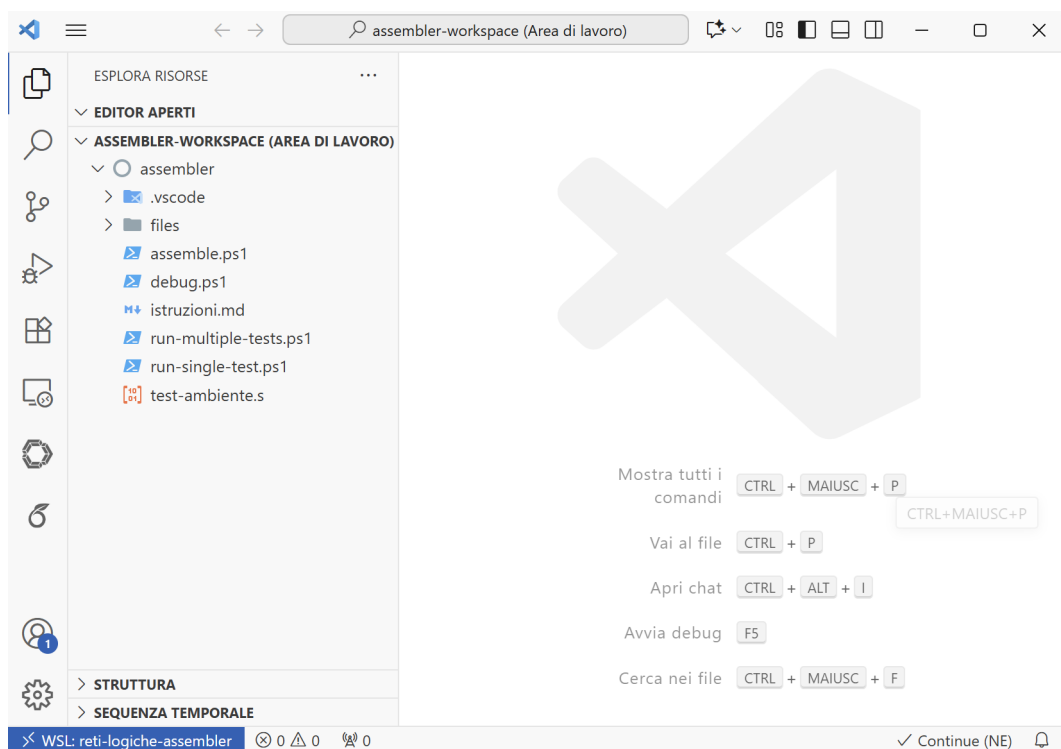 assembler-workspace (Area di lavoro)
ESPLORA RISORSE
EDITOR APERTI
ASSEMBLER-WORKSPACE (AREA DI LAVORO)
assembler
.vscode
files
assemble.ps1
debug.ps1
istruzioni.md
run-multiple-tests.ps1
run-single-test.ps1
test-ambiente.s
Mostra tutti i
comandi
CTRL + MAIUSC + P
CTRL+MAIUSC+P
Vai al file CTRL + P
Apri chat CTRL + ALT + I
Avvia debug F5
Cerca nei file CTRL + MAIUSC + F
1
STRUTTURA
SEQUENZA TEMPORALE
WSL: reti-logiche-assembler 0 0 0 Continue (NE)